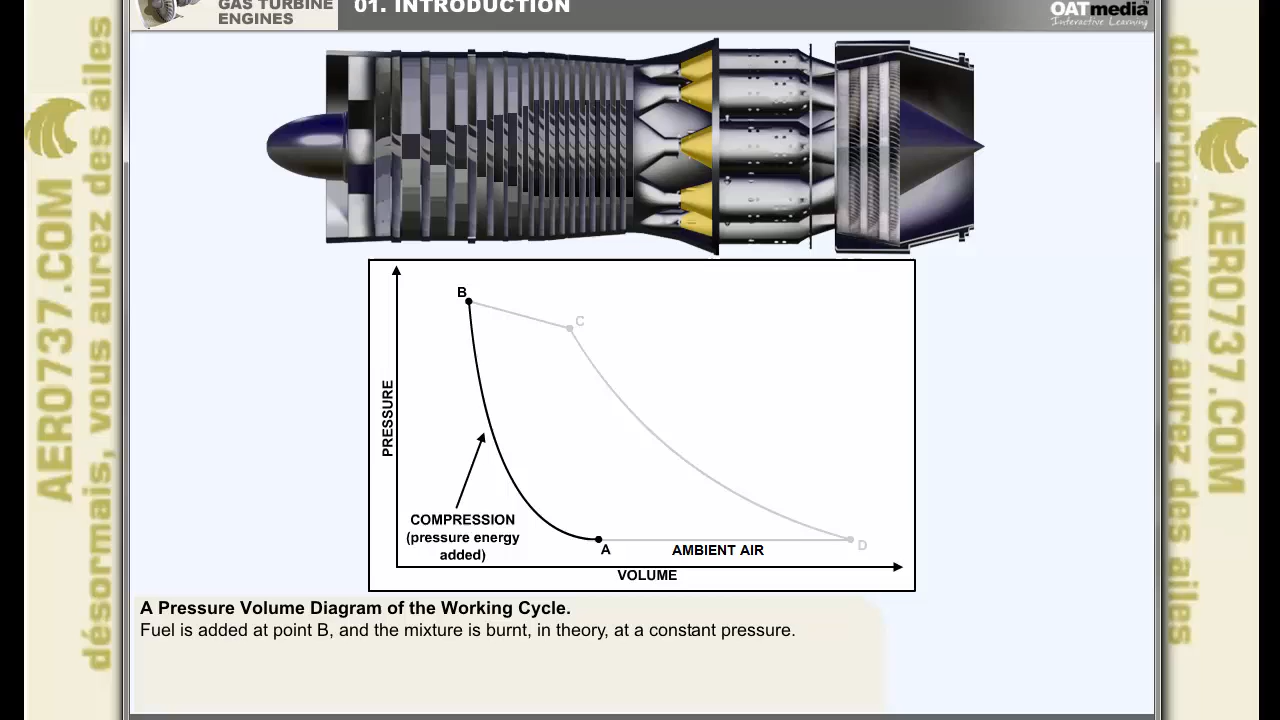 GAS TURBINE
ENGINES
01. INTRODUCTION
OATmedia
Interactive Learning
AERO737.COM
désormais, vous aurez des ailes
B
C
PRESSURE
COMPRESSION
(pressure energy
added)
A
AMBIENT AIR
D
VOLUME
A Pressure Volume Diagram of the Working Cycle.
Fuel is added at point B, and the mixture is burnt, in theory, at a constant pressure.
désormais, vous aurez des ailes
AERO737.COM